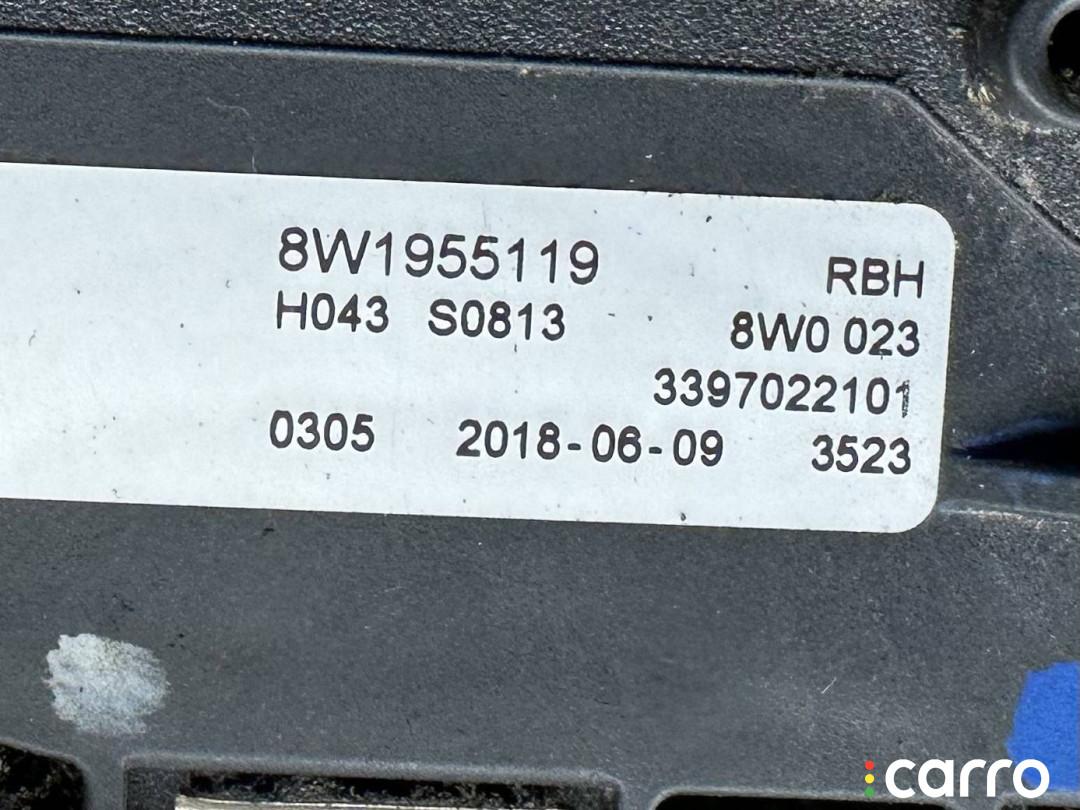 8W1955119 RBH
H043 S0813 8W0 023
3397022101
0305 2018-06-09 3523
carro